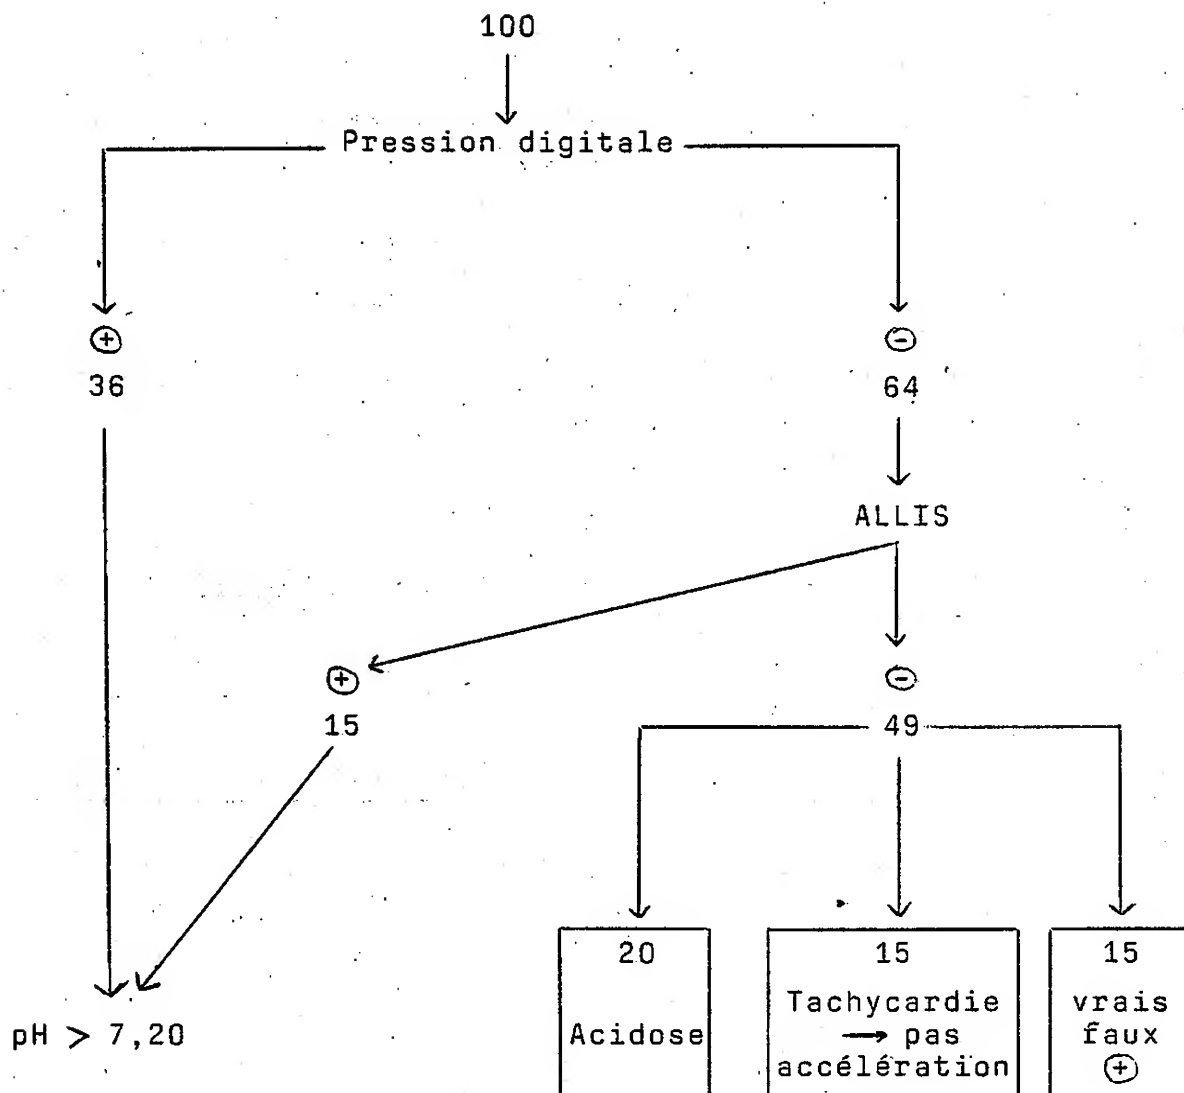 100
Pression digitale
+ -
36 64
ALLIS
+ -
15 49
20 15 15
Tachycardie vrais
pH > 7,20 Acidose → pas faux
accélération +